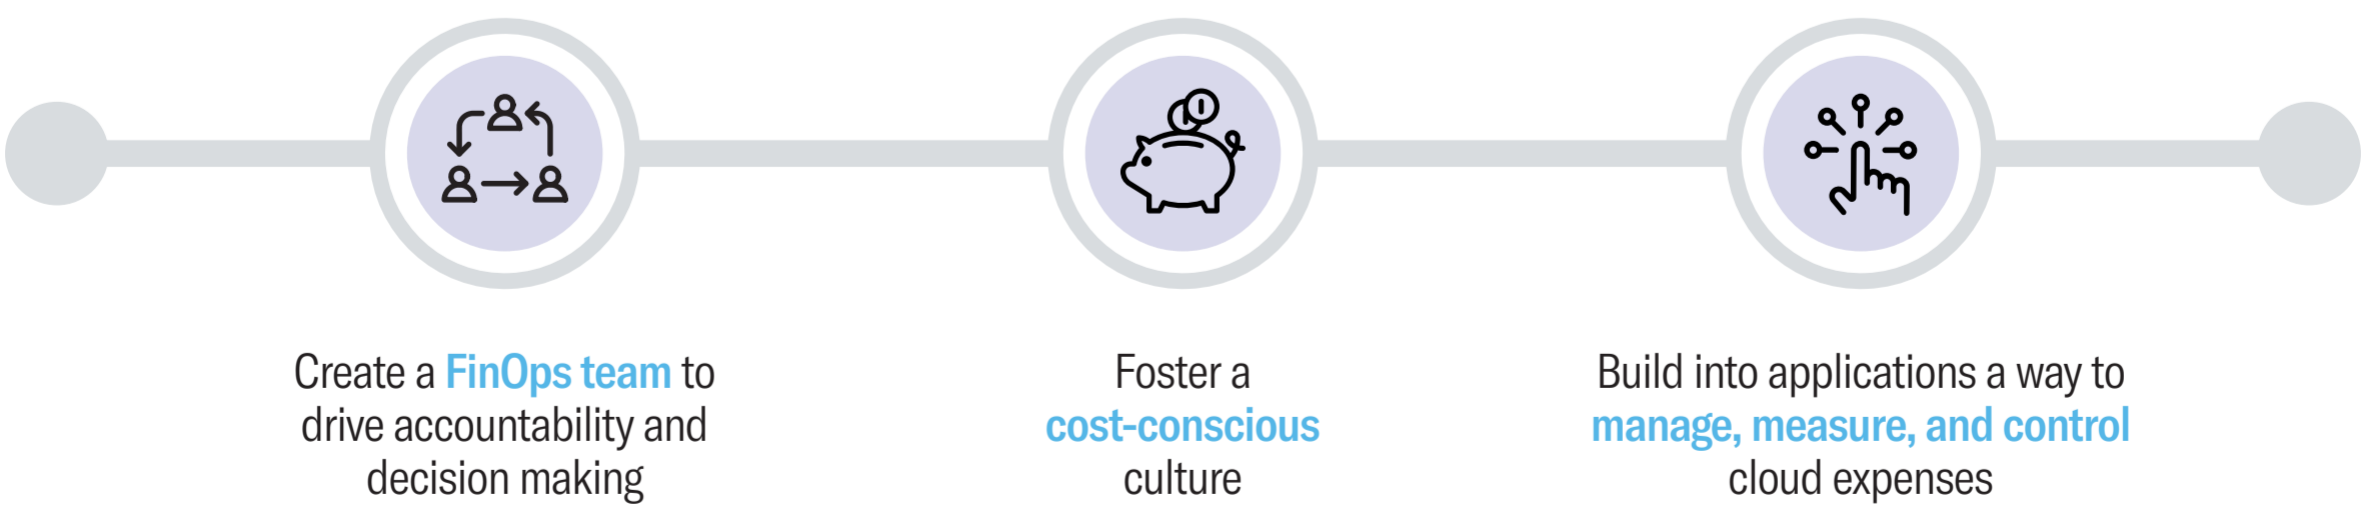 Create a FinOps team to
drive accountability and
decision making
Foster a
cost-conscious
culture
Build into applications a way to
manage, measure, and control
cloud expenses